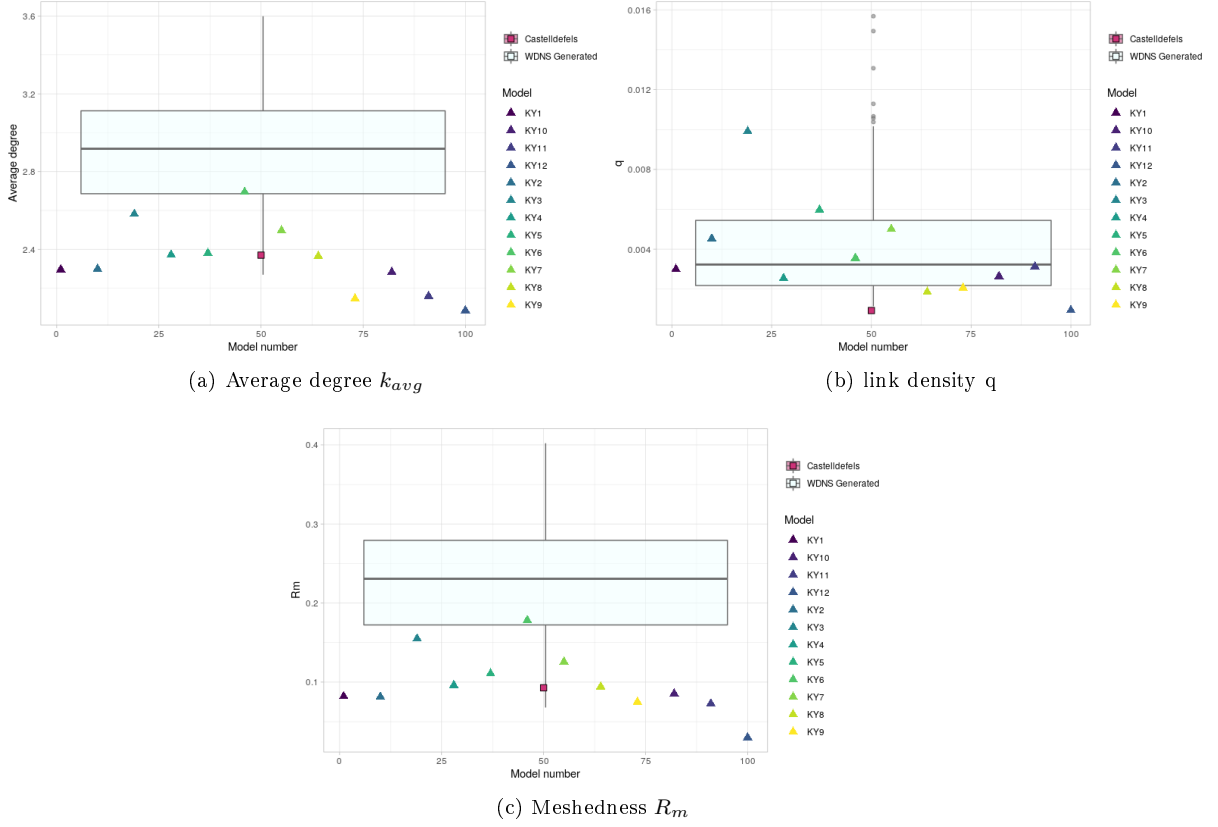 3.6
3.2
2.8
2.4
Average degree
0
25
50
75
100
Model number
Castelldefels
WDNS Generated
Model
KY1
KY10
KY11
KY12
KY2
KY3
KY4
KY5
KY6
KY7
KY8
KY9
(a) Average degree k_avg
0.016
0.012
0.008
0.004
q
0
25
50
75
100
Model number
Castelldefels
WDNS Generated
Model
KY1
KY10
KY11
KY12
KY2
KY3
KY4
KY5
KY6
KY7
KY8
KY9
(b) link density q
0.4
0.3
0.2
0.1
Rm
0
25
50
75
100
Model number
Castelldefels
WDNS Generated
Model
KY1
KY10
KY11
KY12
KY2
KY3
KY4
KY5
KY6
KY7
KY8
KY9
(c) Meshedness R_m